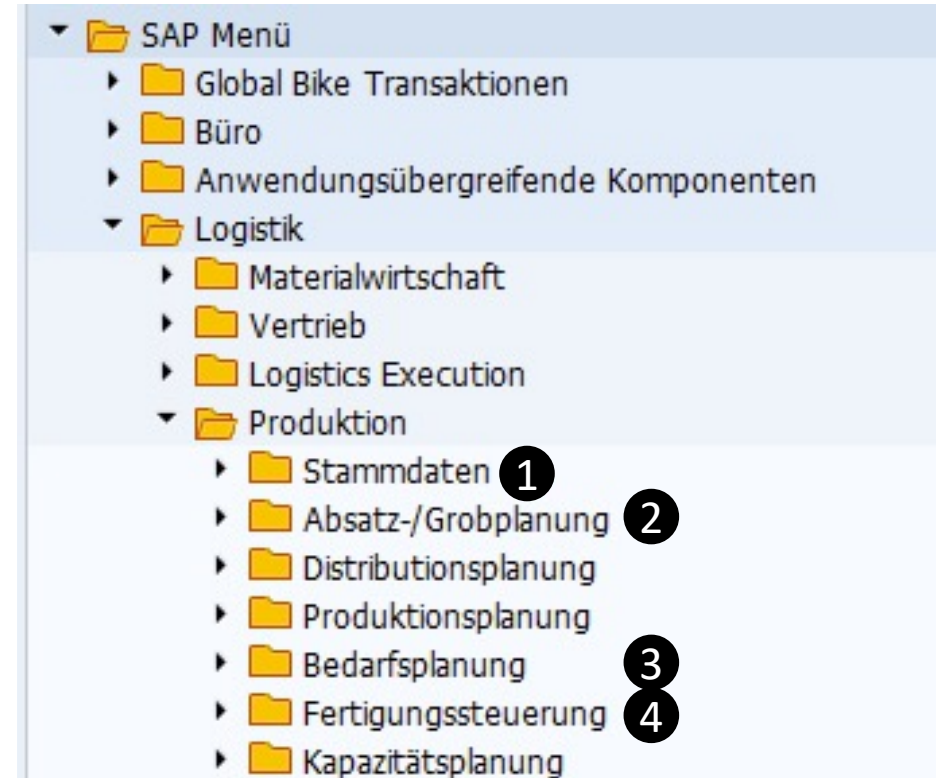 SAP Menü
Global Bike Transaktionen
Büro
Anwendungsübergreifende Komponenten
Logistik
Materialwirtschaft
Vertrieb
Logistics Execution
Produktion
Stammdaten 1
Absatz-/Grobplanung 2
Distributionsplanung
Produktionsplanung
Bedarfsplanung 3
Fertigungssteuerung 4
Kapazitätsplanung